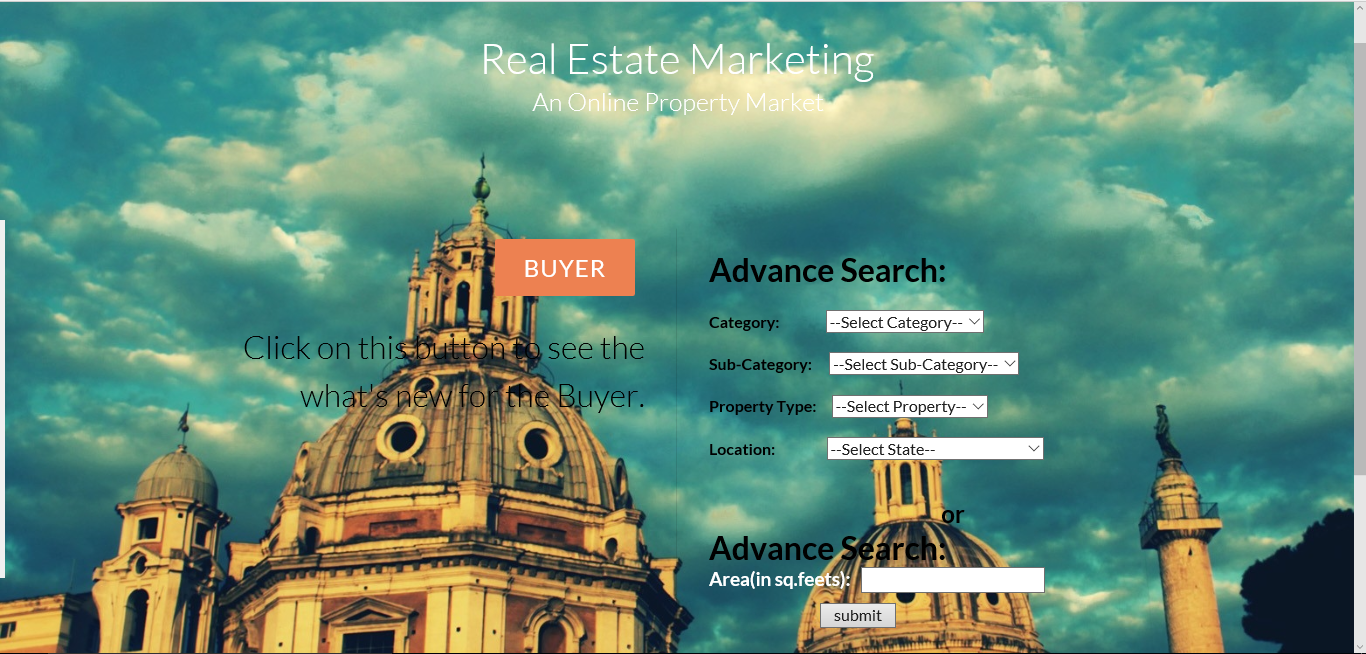 Real Estate Marketing
An Online Property Market
BUYER
Click on this button to see the
what's new for the Buyer.
Advance Search:
Category: --Select Category--
Sub-Category: --Select Sub-Category--
Property Type: --Select Property--
Location: --Select State--
or
Advance Search:
Area(in sq.feets):
submit